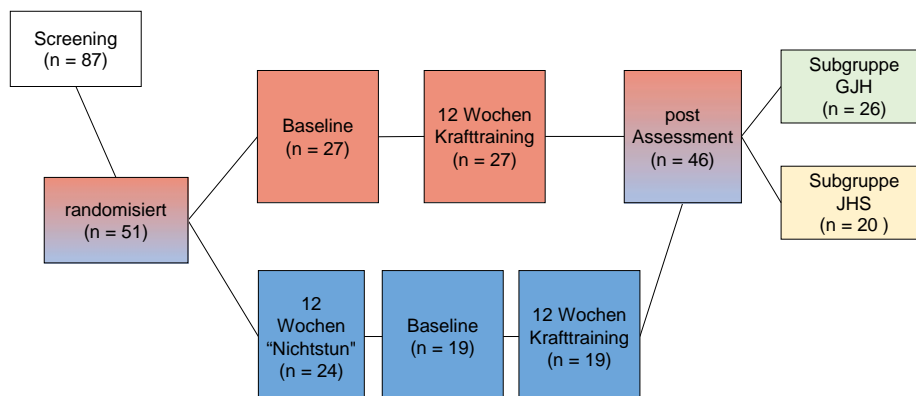 Screening
(n = 87)
randomisiert
(n = 51)
Baseline
(n = 27)
12 Wochen
Krafttraining
(n = 27)
post
Assessment
(n = 46)
Subgruppe
GJH
(n = 26)
Subgruppe
JHS
(n = 20 )
12
Wochen
“Nichtstun"
(n = 24)
Baseline
(n = 19)
12 Wochen
Krafttraining
(n = 19)